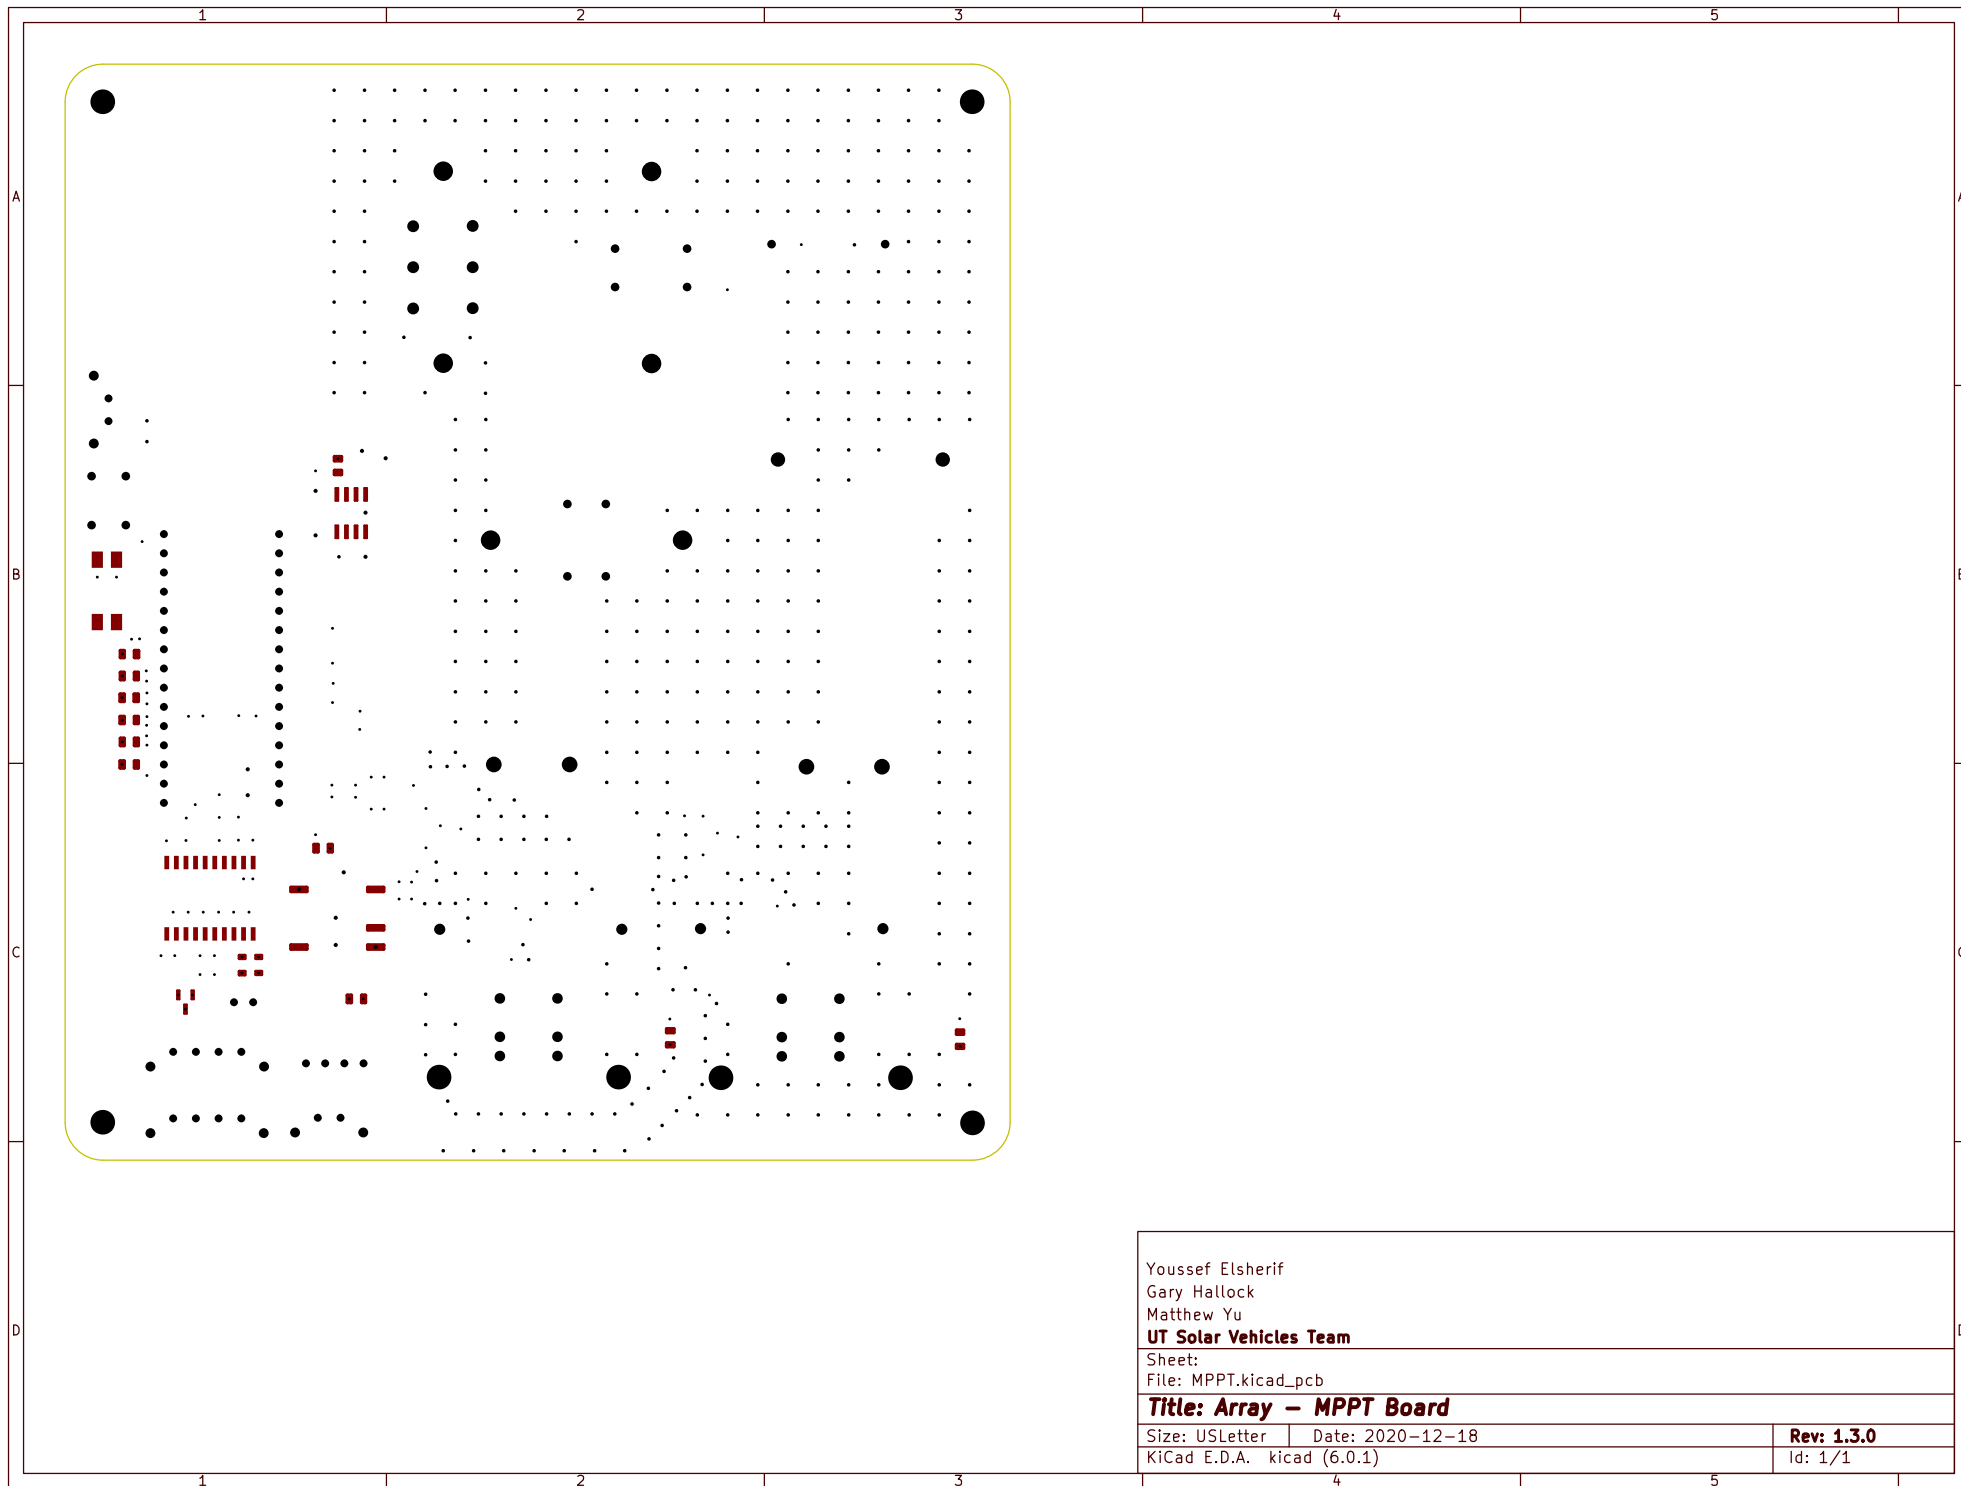 1 2 3 4 5
A A
B B
C C
D D
Youssef Elsherif
Gary Hallock
Matthew Yu
UT Solar Vehicles Team
Sheet:
File: MPPT.kicad_pcb
Title: Array - MPPT Board
Size: USLetter Date: 2020-12-18 Rev: 1.3.0
KiCad E.D.A. kicad (6.0.1) Id: 1/1
1 2 3 4 5